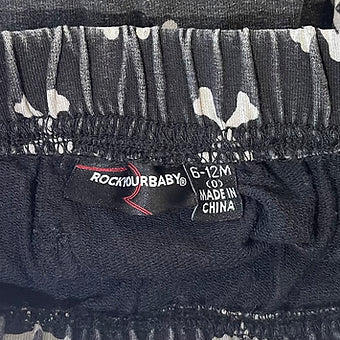 ROCKYOURBABY®
6-12M
(0)
MADE IN
CHINA